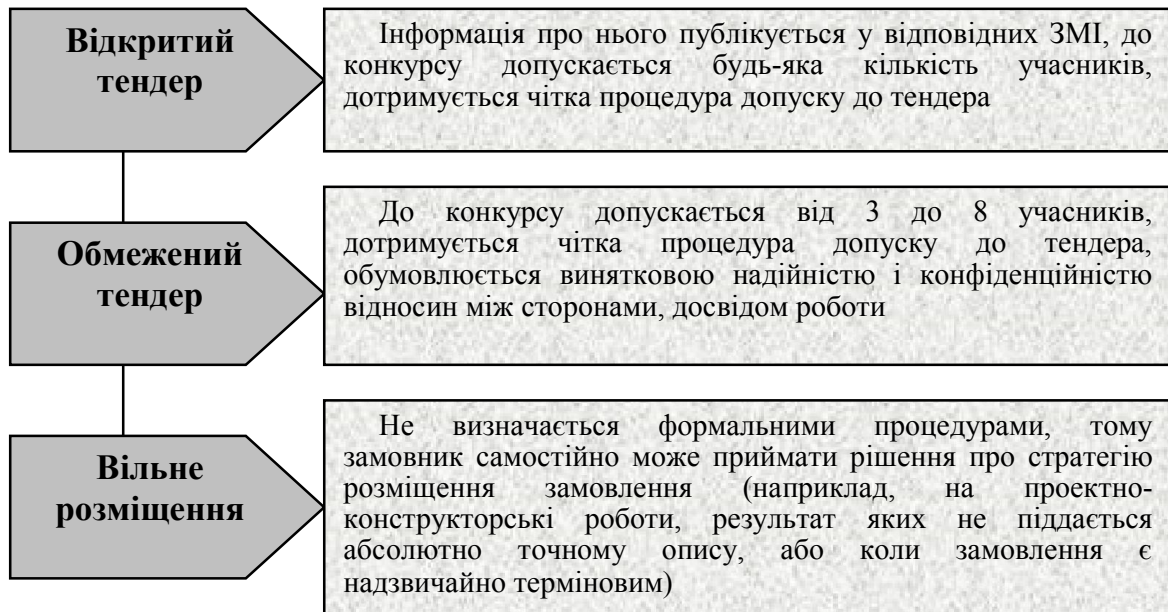 Відкритий
тендер
Інформація про нього публікується у відповідних ЗМІ, до
конкурсу допускається будь-яка кількість учасників,
дотримується чітка процедура допуску до тендера
Обмежений
тендер
До конкурсу допускається від 3 до 8 учасників,
дотримується чітка процедура допуску до тендера,
обумовлюється винятковою надійністю і конфіденційністю
відносин між сторонами, досвідом роботи
Вільне
розміщення
Не визначається формальними процедурами, тому
замовник самостійно може приймати рішення про стратегію
розміщення замовлення (наприклад, на проектно-
конструкторські роботи, результат яких не піддається
абсолютно точному опису, або коли замовлення є
надзвичайно терміновим)